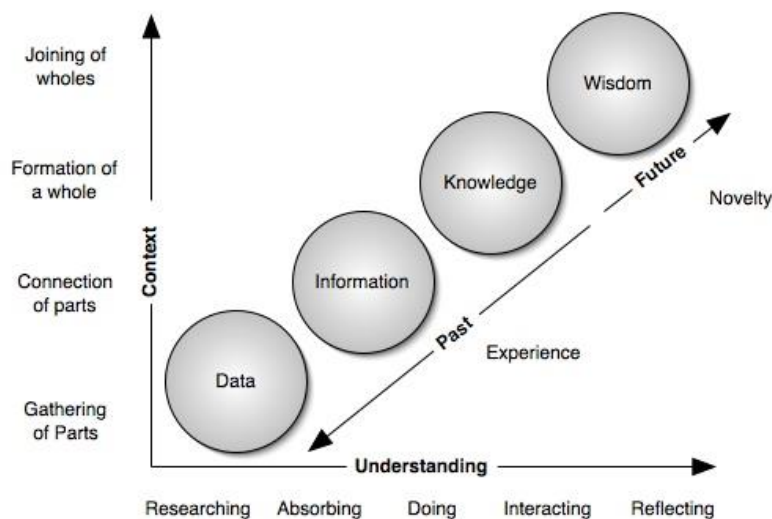 Joining of
wholes
Wisdom
Formation of
a whole
Knowledge
Future
Novelty
Context
Connection
of parts
Information
Past
Experience
Data
Gathering
of Parts
Understanding
Researching Absorbing Doing Interacting Reflecting